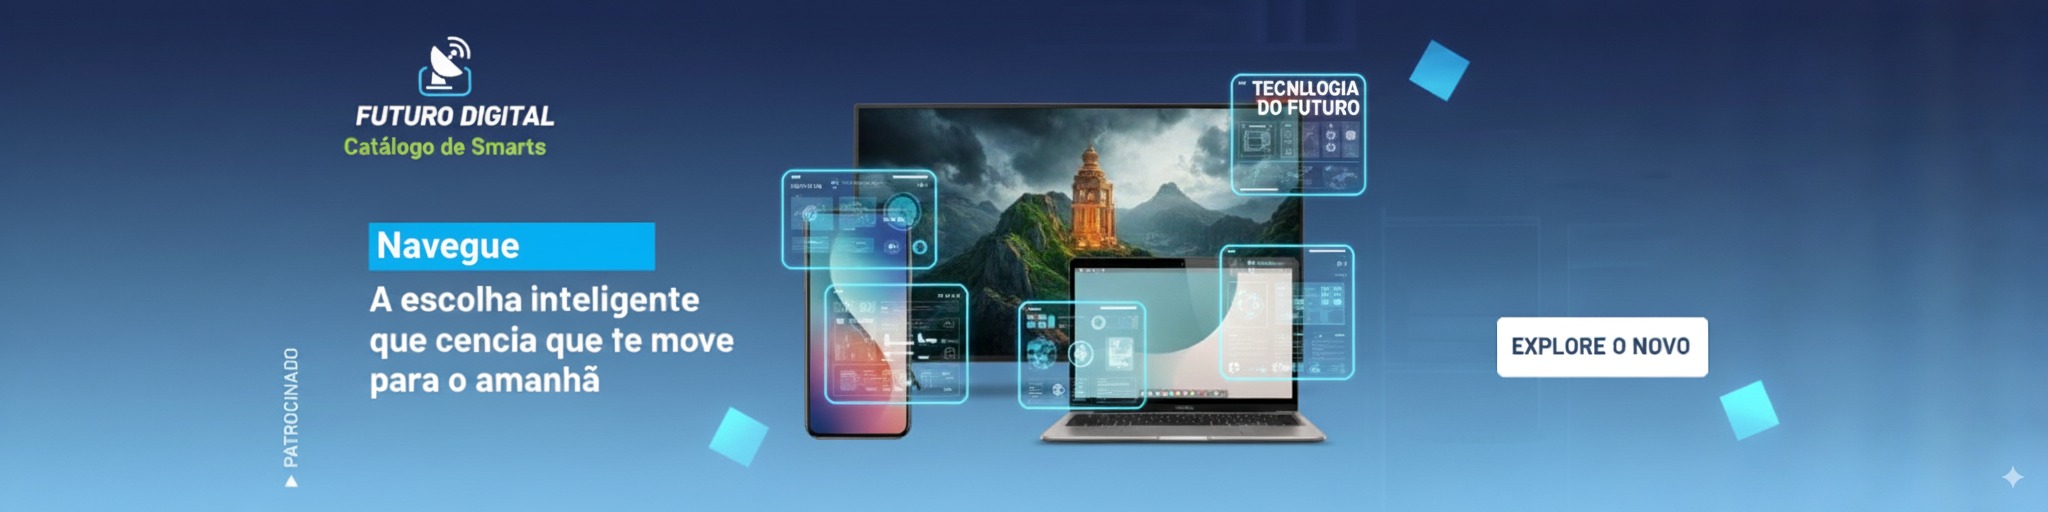 FUTURO DIGITAL
Catálogo de Smarts
Navegue
A escolha inteligente
que cencia que te move
para o amanhã
▶ PATROCINADO
TECNLLOGIA
DO FUTURO
EXPLORE O NOVO